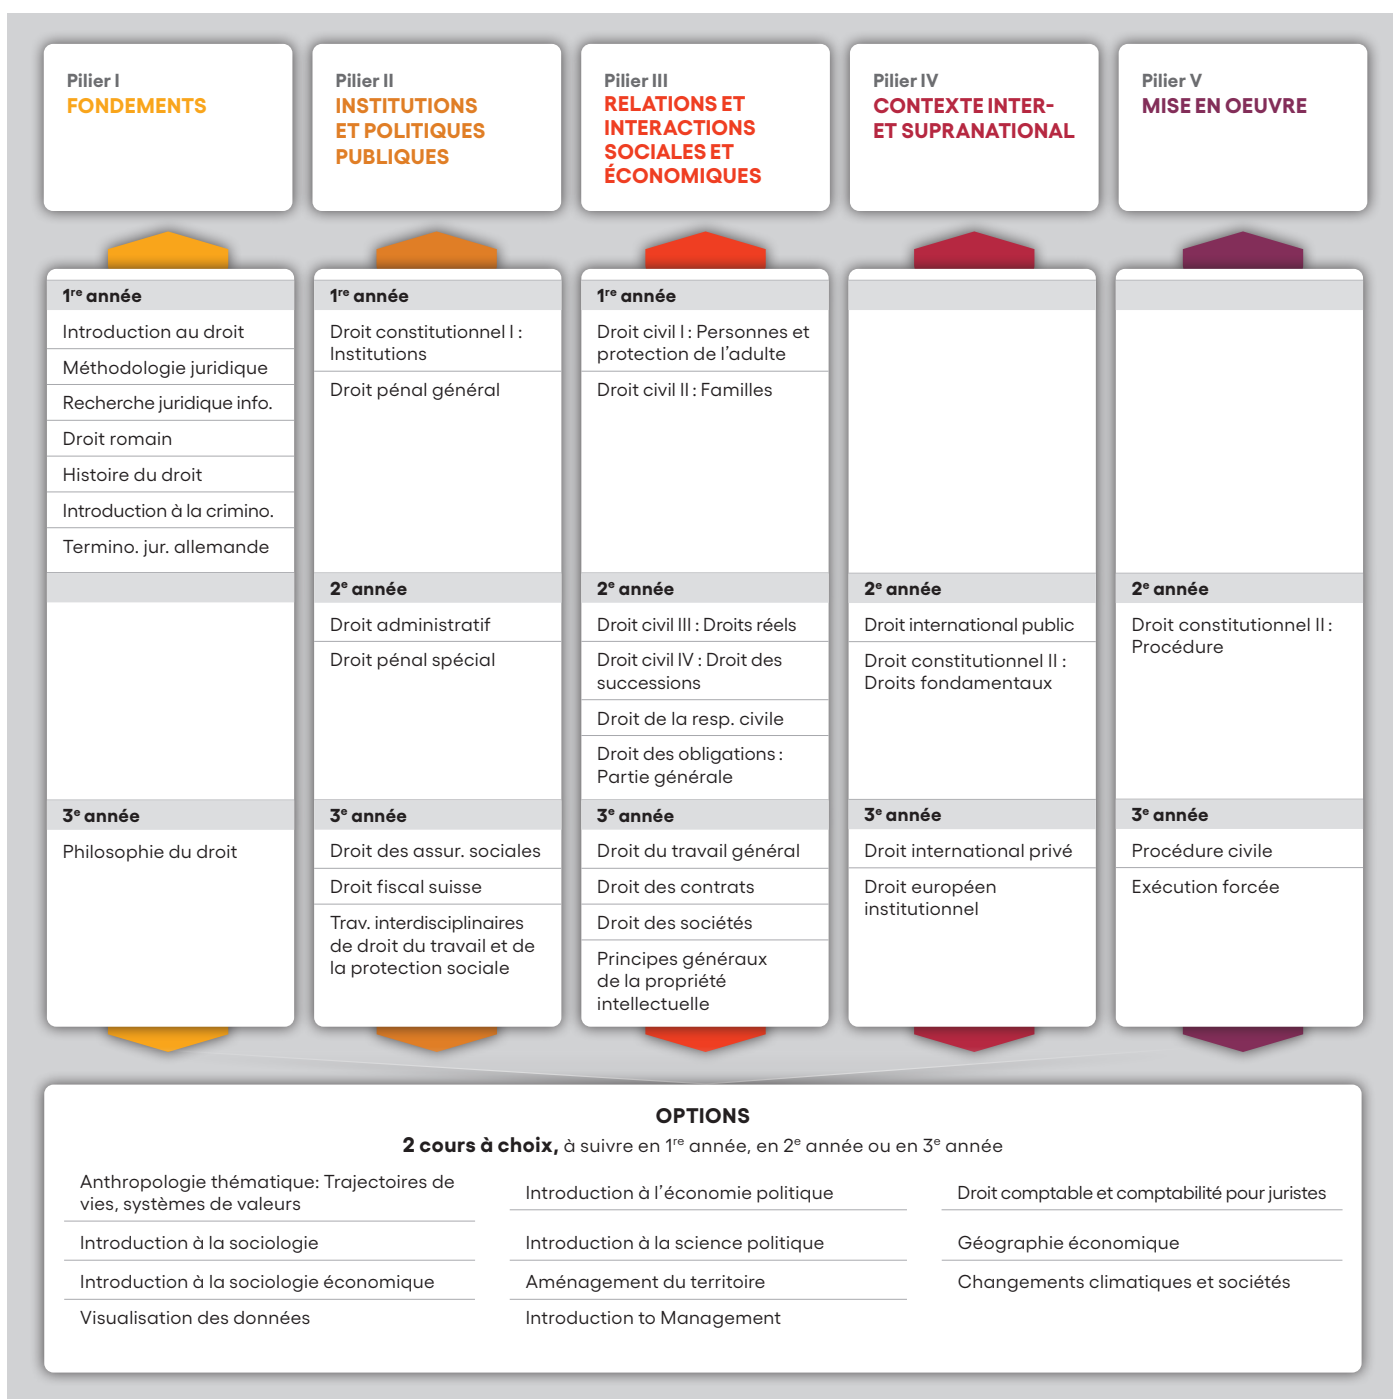 Pilier I
FONDEMENTS
Pilier II
INSTITUTIONS
ET POLITIQUES
PUBLIQUES
Pilier III
RELATIONS ET
INTERACTIONS
SOCIALES ET
ÉCONOMIQUES
Pilier IV
CONTEXTE INTER-
ET SUPRANATIONAL
Pilier V
MISE EN OEUVRE
1re année
Introduction au droit
Méthodologie juridique
Recherche juridique info.
Droit romain
Histoire du droit
Introduction à la crimino.
Termino. jur. allemande
3e année
Philosophie du droit
1re année
Droit constitutionnel I :
Institutions
Droit pénal général
2e année
Droit administratif
Droit pénal spécial
3e année
Droit des assur. sociales
Droit fiscal suisse
Trav. interdisciplinaires
de droit du travail et de
la protection sociale
1re année
Droit civil I : Personnes et
protection de l'adulte
Droit civil II : Familles
2e année
Droit civil III : Droits réels
Droit civil IV : Droit des
successions
Droit de la resp. civile
Droit des obligations :
Partie générale
3e année
Droit du travail général
Droit des contrats
Droit des sociétés
Principes généraux
de la propriété
intellectuelle
2e année
Droit international public
Droit constitutionnel II :
Droits fondamentaux
3e année
Droit international privé
Droit européen
institutionnel
2e année
Droit constitutionnel II :
Procédure
3e année
Procédure civile
Exécution forcée
OPTIONS
2 cours à choix, à suivre en 1re année, en 2e année ou en 3e année
Anthropologie thématique: Trajectoires de
vies, systèmes de valeurs
Introduction à la sociologie
Introduction à la sociologie économique
Visualisation des données
Introduction à l'économie politique
Introduction à la science politique
Aménagement du territoire
Introduction to Management
Droit comptable et comptabilité pour juristes
Géographie économique
Changements climatiques et sociétés